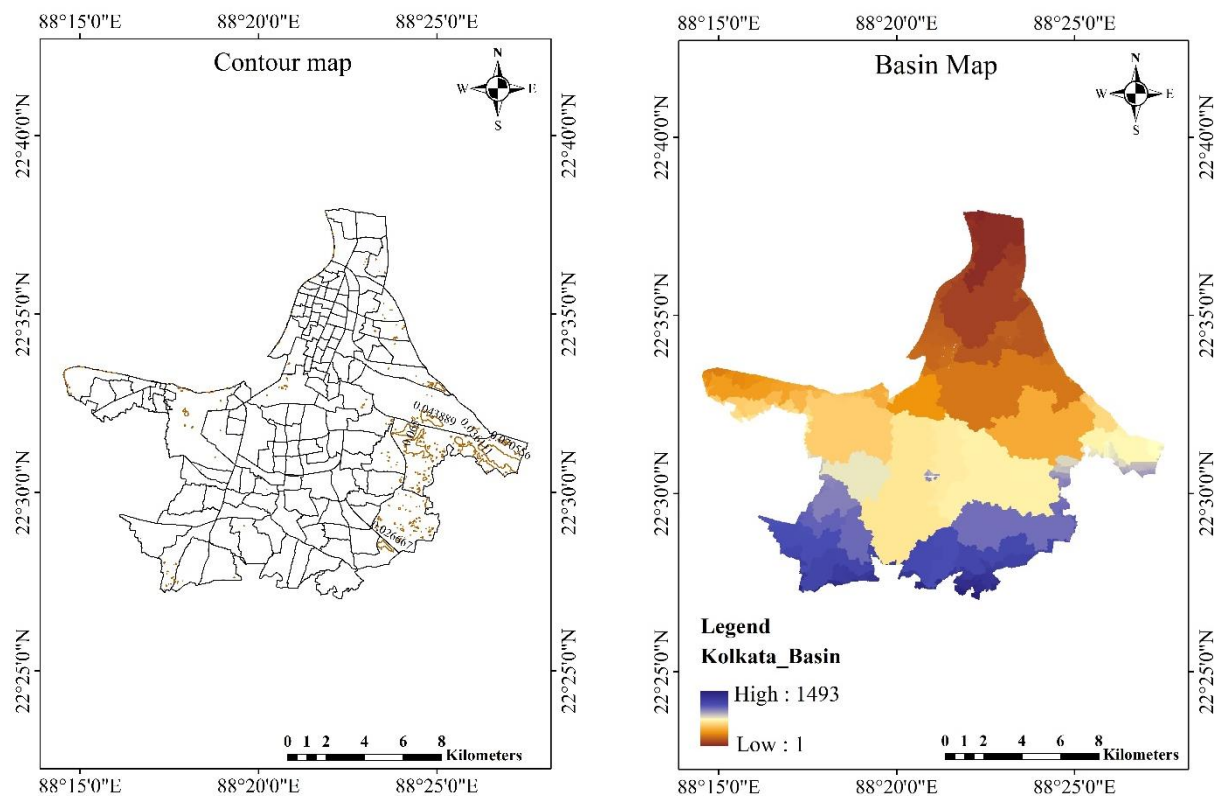 88°15'0"E 88°20'0"E 88°25'0"E
Contour map
N
W E
S
22°40'0"N 22°40'0"N
22°35'0"N 22°35'0"N
22°30'0"N 22°30'0"N
22°25'0"N 22°25'0"N
0.043889
0.026667
0 1 2 4 6 8
Kilometers
88°15'0"E 88°20'0"E 88°25'0"E
88°15'0"E 88°20'0"E 88°25'0"E
Basin Map
N
W E
S
22°40'0"N 22°40'0"N
22°35'0"N 22°35'0"N
22°30'0"N 22°30'0"N
22°25'0"N 22°25'0"N
Legend
Kolkata_Basin
High : 1493
Low : 1
0 1 2 4 6 8
Kilometers
88°15'0"E 88°20'0"E 88°25'0"E